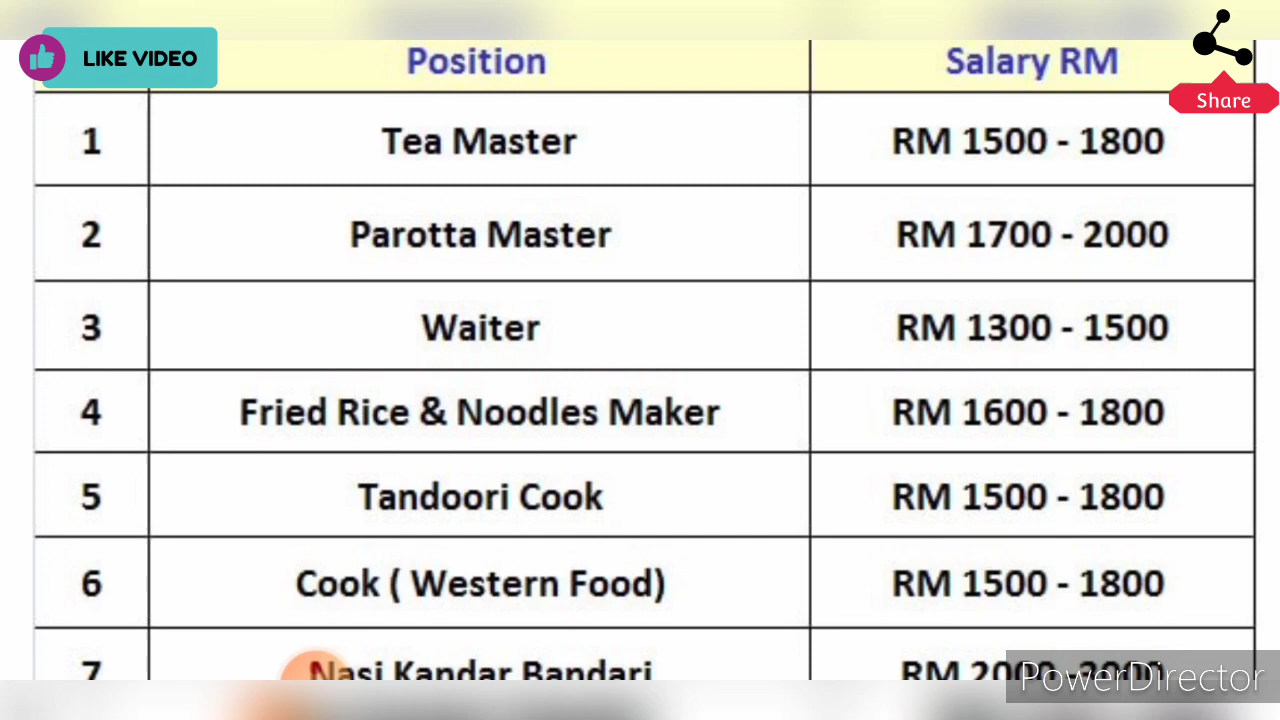 LIKE VIDEO
Position Salary RM
Share
1 Tea Master RM 1500 - 1800
2 Parotta Master RM 1700 - 2000
3 Waiter RM 1300 - 1500
4 Fried Rice & Noodles Maker RM 1600 - 1800
5 Tandoori Cook RM 1500 - 1800
6 Cook ( Western Food) RM 1500 - 1800
7 Nasi Kandar Bandari RM 2000
PowerDirector